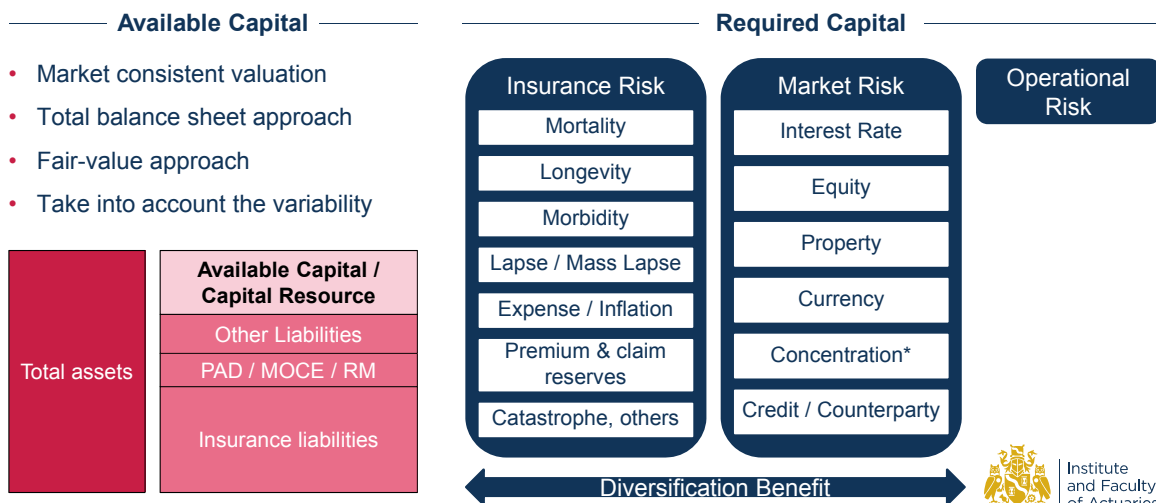 Available Capital
• Market consistent valuation
• Total balance sheet approach
• Fair-value approach
• Take into account the variability
Total assets
Available Capital /
Capital Resource
Other Liabilities
PAD / MOCE / RM
Insurance liabilities
Required Capital
Insurance Risk
Mortality
Longevity
Morbidity
Lapse / Mass Lapse
Expense / Inflation
Premium & claim
reserves
Catastrophe, others
Market Risk
Interest Rate
Equity
Property
Currency
Concentration*
Credit / Counterparty
Operational
Risk
Diversification Benefit
Institute
and Faculty
of Actuaries